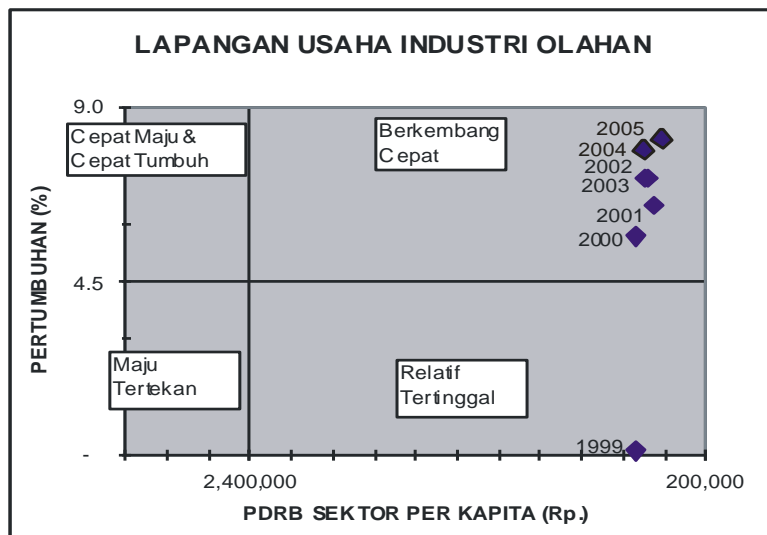 LAPANGAN USAHA INDUSTRI OLAHAN
9.0
Cepat Maju &
Cepat Tumbuh
Berkembang
Cepat
2005
2004
2002
2003
2001
2000
PERTUMBUHAN (%)
4.5
Maju
Tertekan
Relatif
Tertinggal
1999
-
2,400,000
200,000
PDRB SEKTOR PER KAPITA (Rp.)